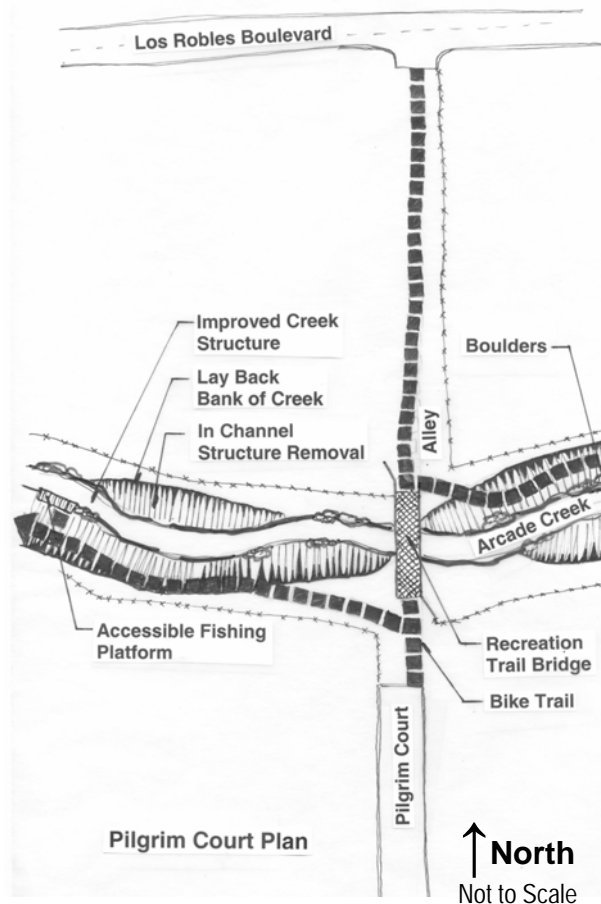 Los Robles Boulevard
Improved Creek
Structure
Boulders
Lay Back
Bank of Creek
In Channel
Structure Removal
Alley
Arcade Creek
Accessible Fishing
Platform
Recreation
Trail Bridge
Bike Trail
Pilgrim Court
Pilgrim Court Plan
North
Not to Scale